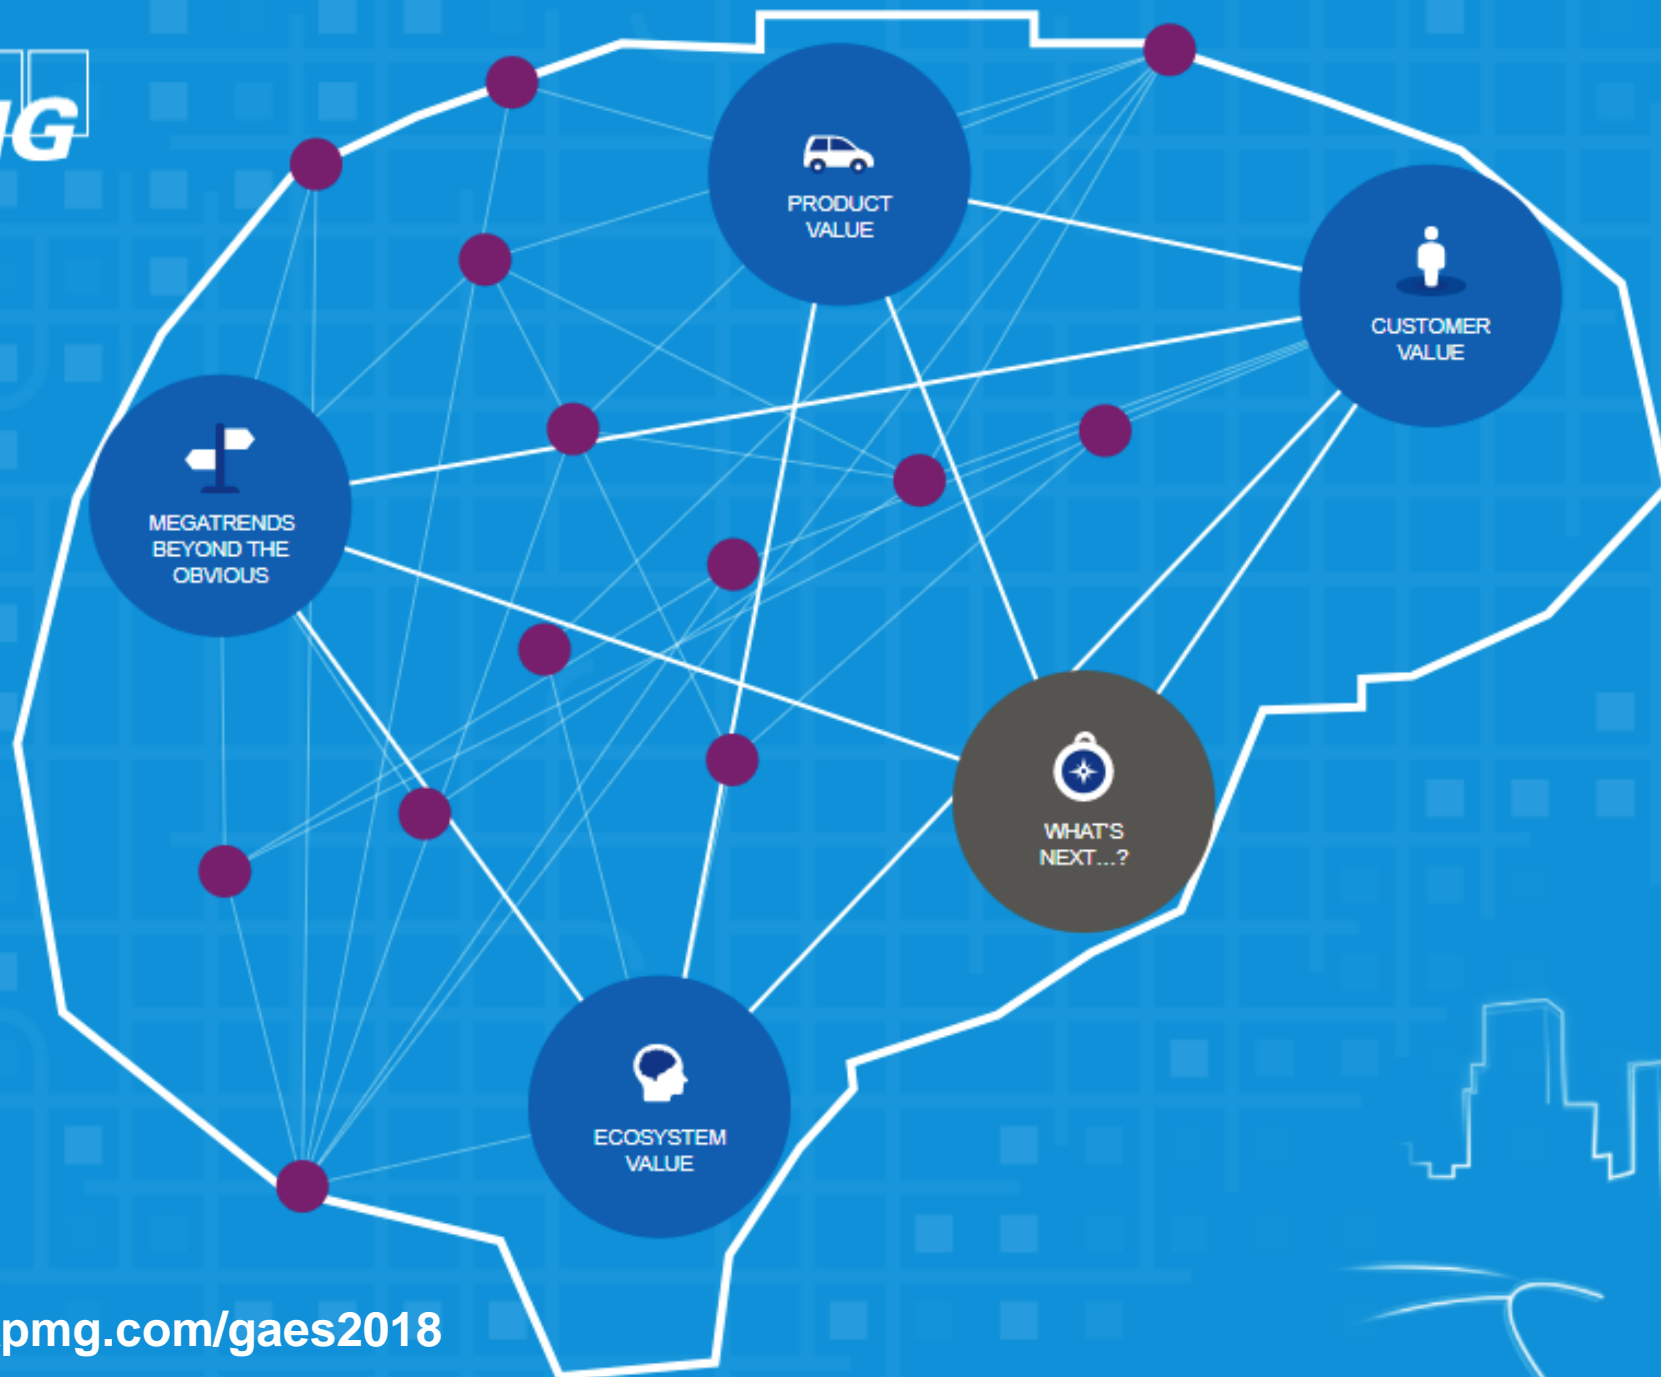 G
PRODUCT
VALUE
CUSTOMER
VALUE
MEGATRENDS
BEYOND THE
OBVIOUS
WHAT'S
NEXT...?
ECOSYSTEM
VALUE
pmg.com/gaes2018